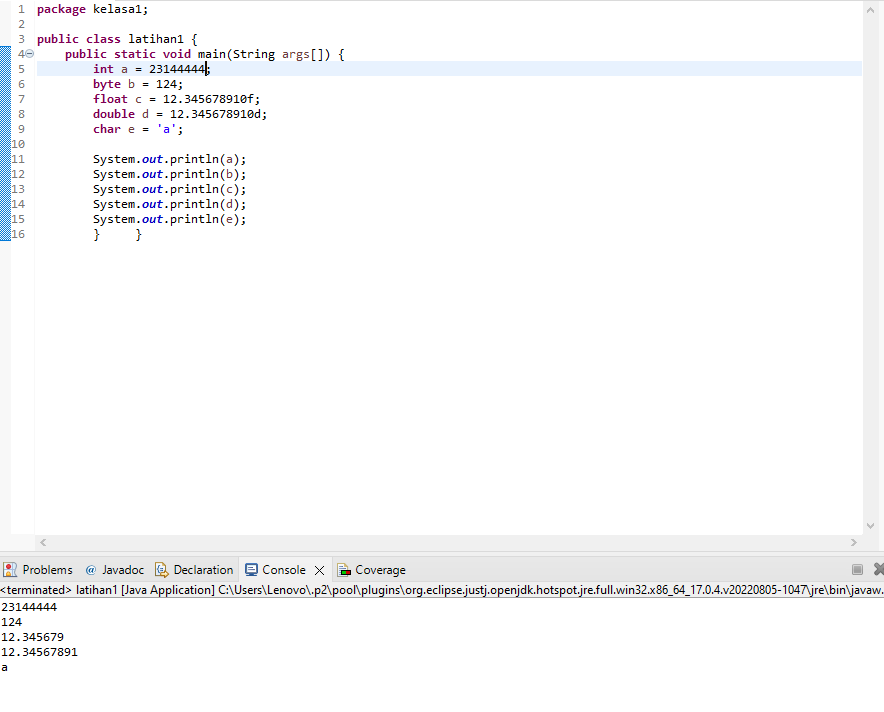 1 package kelasa1;
2
3 public class latihan1 {
4 public static void main(String args[]) {
5 int a = 23144444;
6 byte b = 124;
7 float c = 12.345678910f;
8 double d = 12.345678910d;
9 char e = 'a';
10
11 System.out.println(a);
12 System.out.println(b);
13 System.out.println(c);
14 System.out.println(d);
15 System.out.println(e);
16 } }
Problems @ Javadoc Declaration Console Coverage
<terminated> latihan1 [Java Application] C:\Users\Lenovo\.p2\pool\plugins\org.eclipse.justj.openjdk.hotspot.jre.full.win32.x86_64_17.0.4.v20220805-1047\jre\bin\javaw.
23144444
124
12.345679
12.34567891
a